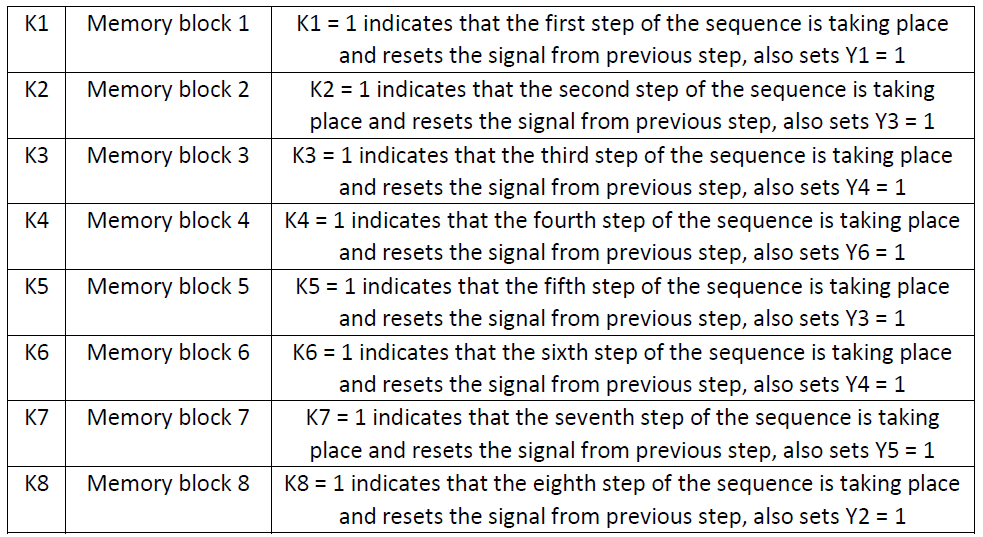 K1 Memory block 1 K1 = 1 indicates that the first step of the sequence is taking place
and resets the signal from previous step, also sets Y1 = 1
K2 Memory block 2 K2 = 1 indicates that the second step of the sequence is taking
place and resets the signal from previous step, also sets Y3 = 1
K3 Memory block 3 K3 = 1 indicates that the third step of the sequence is taking place
and resets the signal from previous step, also sets Y4 = 1
K4 Memory block 4 K4 = 1 indicates that the fourth step of the sequence is taking place
and resets the signal from previous step, also sets Y6 = 1
K5 Memory block 5 K5 = 1 indicates that the fifth step of the sequence is taking place
and resets the signal from previous step, also sets Y3 = 1
K6 Memory block 6 K6 = 1 indicates that the sixth step of the sequence is taking place
and resets the signal from previous step, also sets Y4 = 1
K7 Memory block 7 K7 = 1 indicates that the seventh step of the sequence is taking
place and resets the signal from previous step, also sets Y5 = 1
K8 Memory block 8 K8 = 1 indicates that the eighth step of the sequence is taking place
and resets the signal from previous step, also sets Y2 = 1